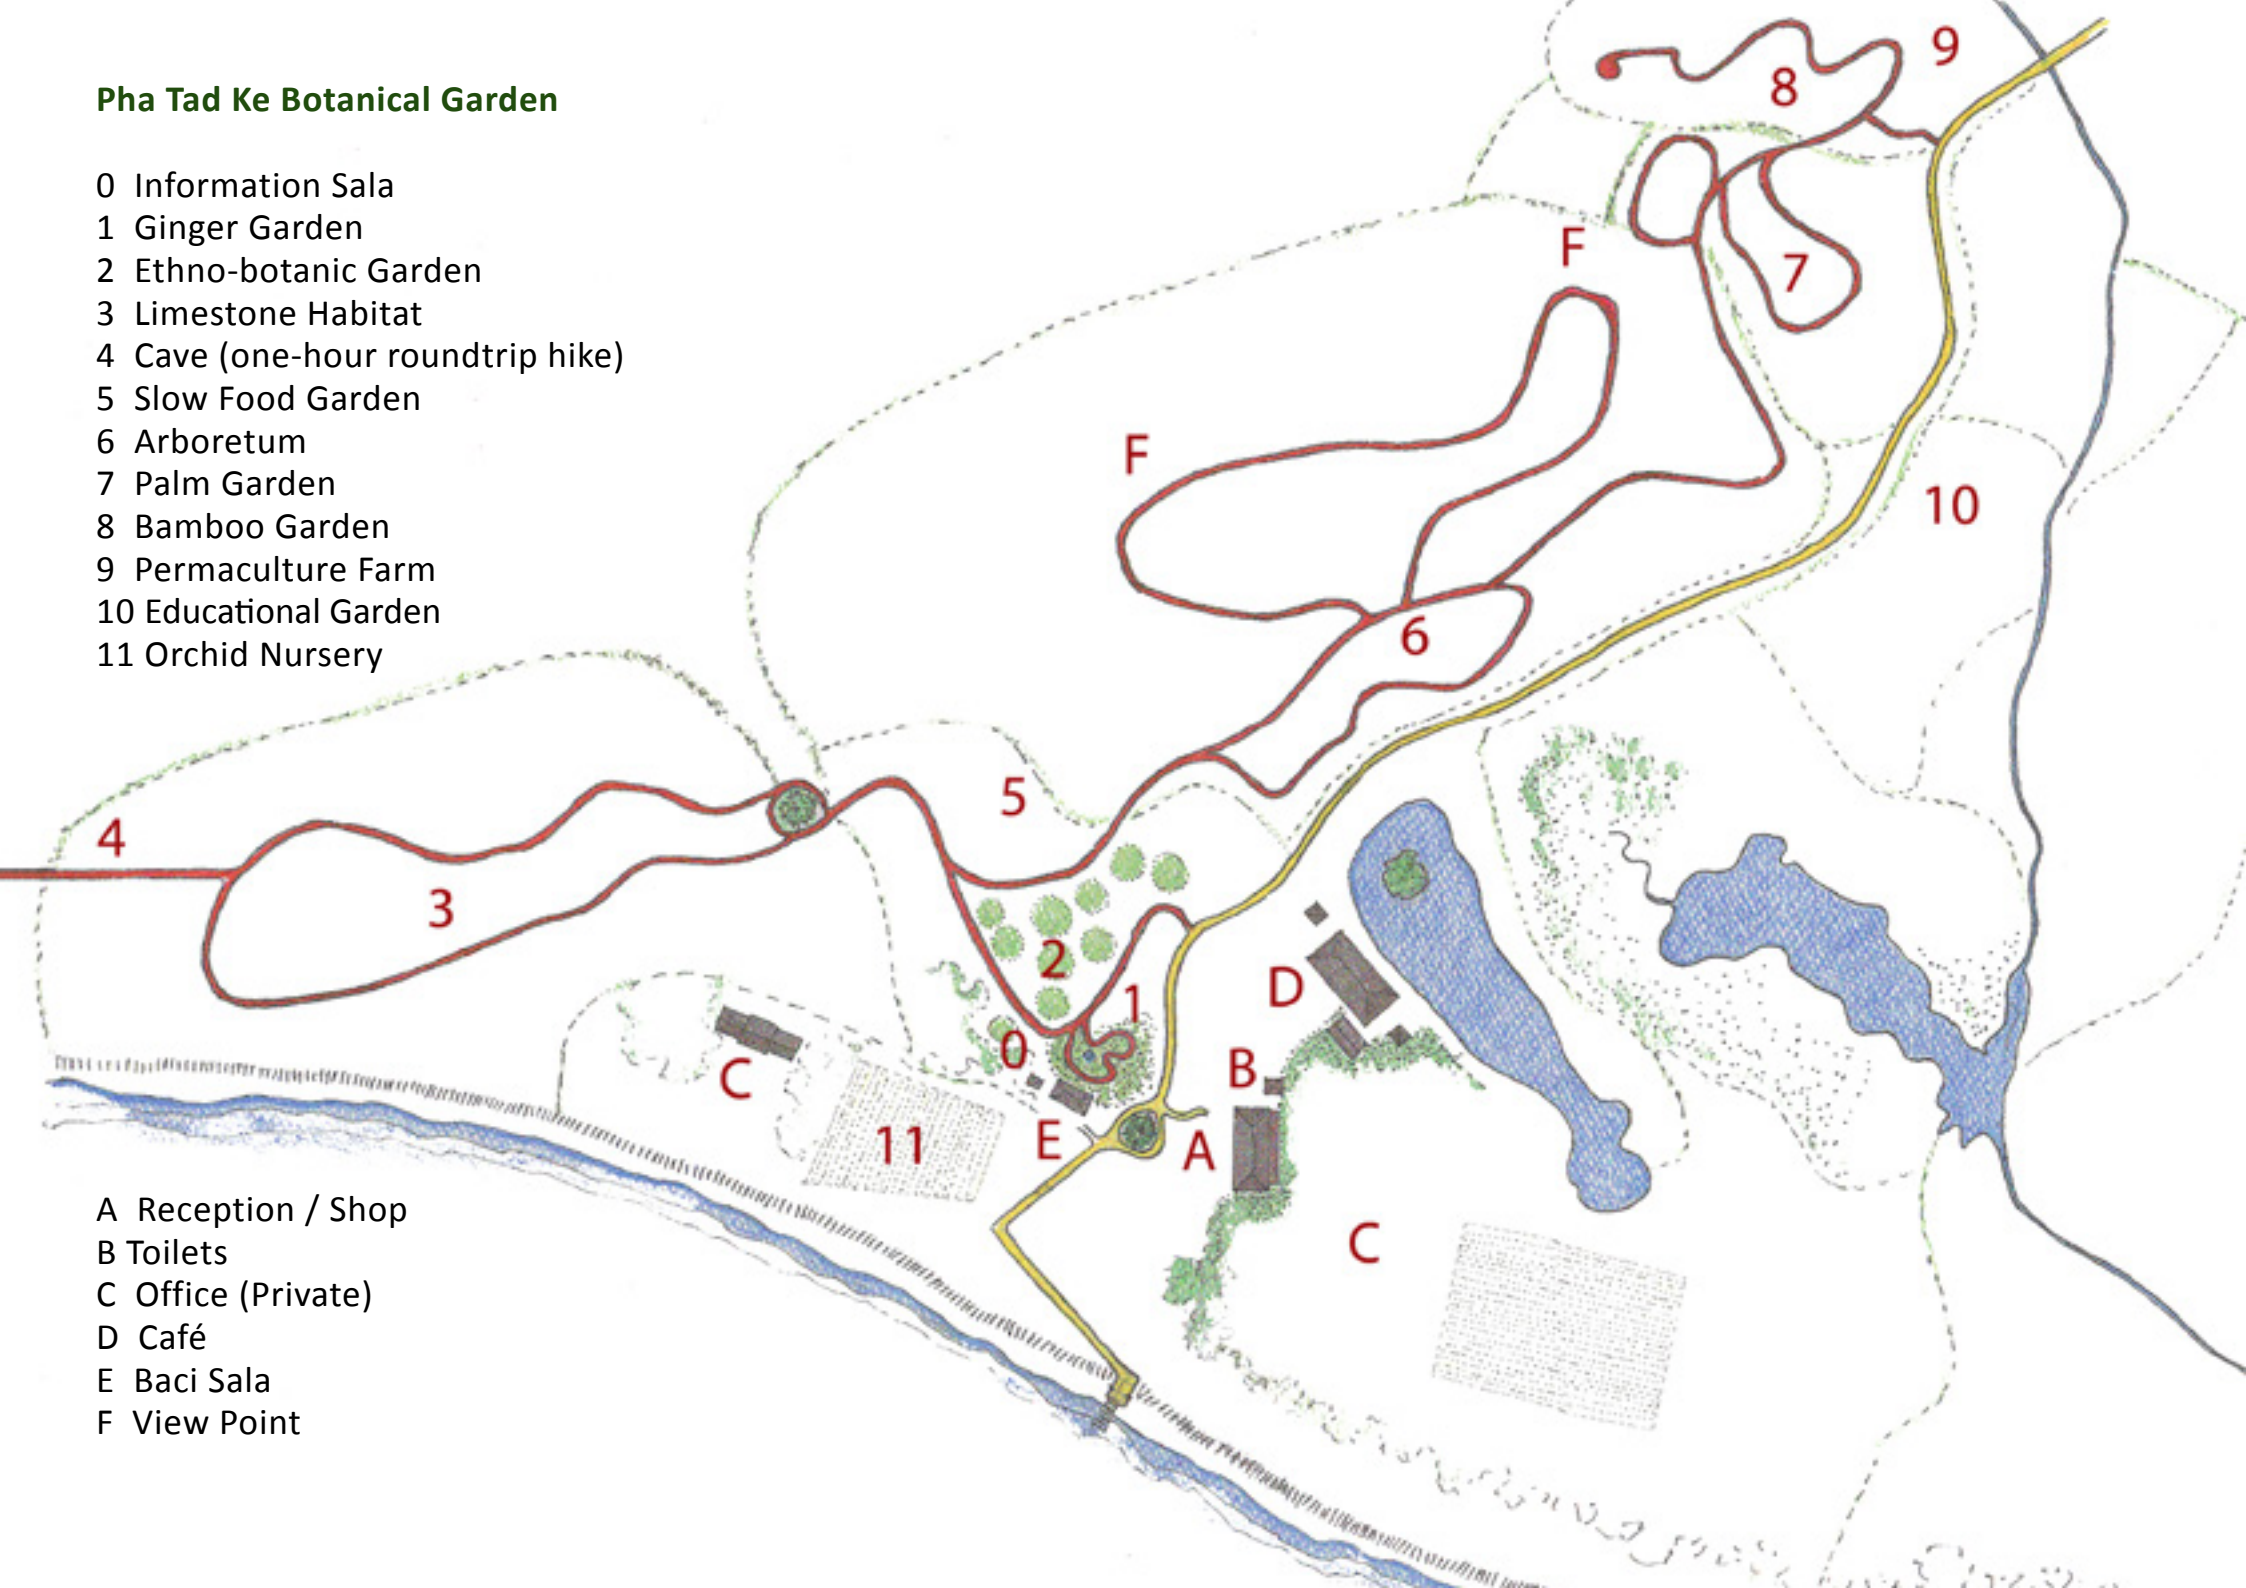 Pha Tad Ke Botanical Garden
0 Information Sala
1 Ginger Garden
2 Ethno-botanic Garden
3 Limestone Habitat
4 Cave (one-hour roundtrip hike)
5 Slow Food Garden
6 Arboretum
7 Palm Garden
8 Bamboo Garden
9 Permaculture Farm
10 Educational Garden
11 Orchid Nursery
A Reception / Shop
B Toilets
C Office (Private)
D Café
E Baci Sala
F View Point
9
8
F
7
F
10
6
5
4
3
2
D
1
0
B
C
E
11
A
C